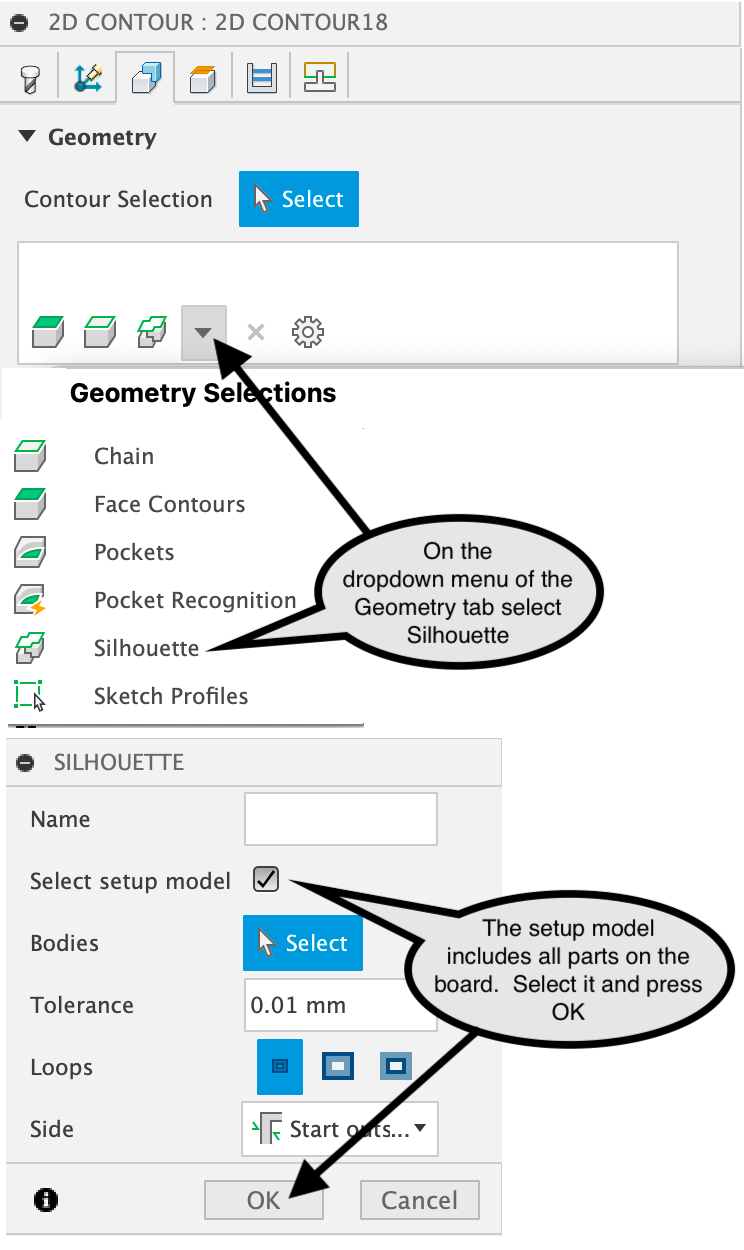 2D CONTOUR : 2D CONTOUR18
Geometry
Contour Selection Select
Geometry Selections
Chain
Face Contours
Pockets
Pocket Recognition
Silhouette
Sketch Profiles
On the
dropdown menu of the
Geometry tab select
Silhouette
SILHOUETTE
Name
Select setup model
Bodies Select
Tolerance 0.01 mm
Loops
Side Start outs...
OK Cancel
The setup model
includes all parts on the
board. Select it and press
OK